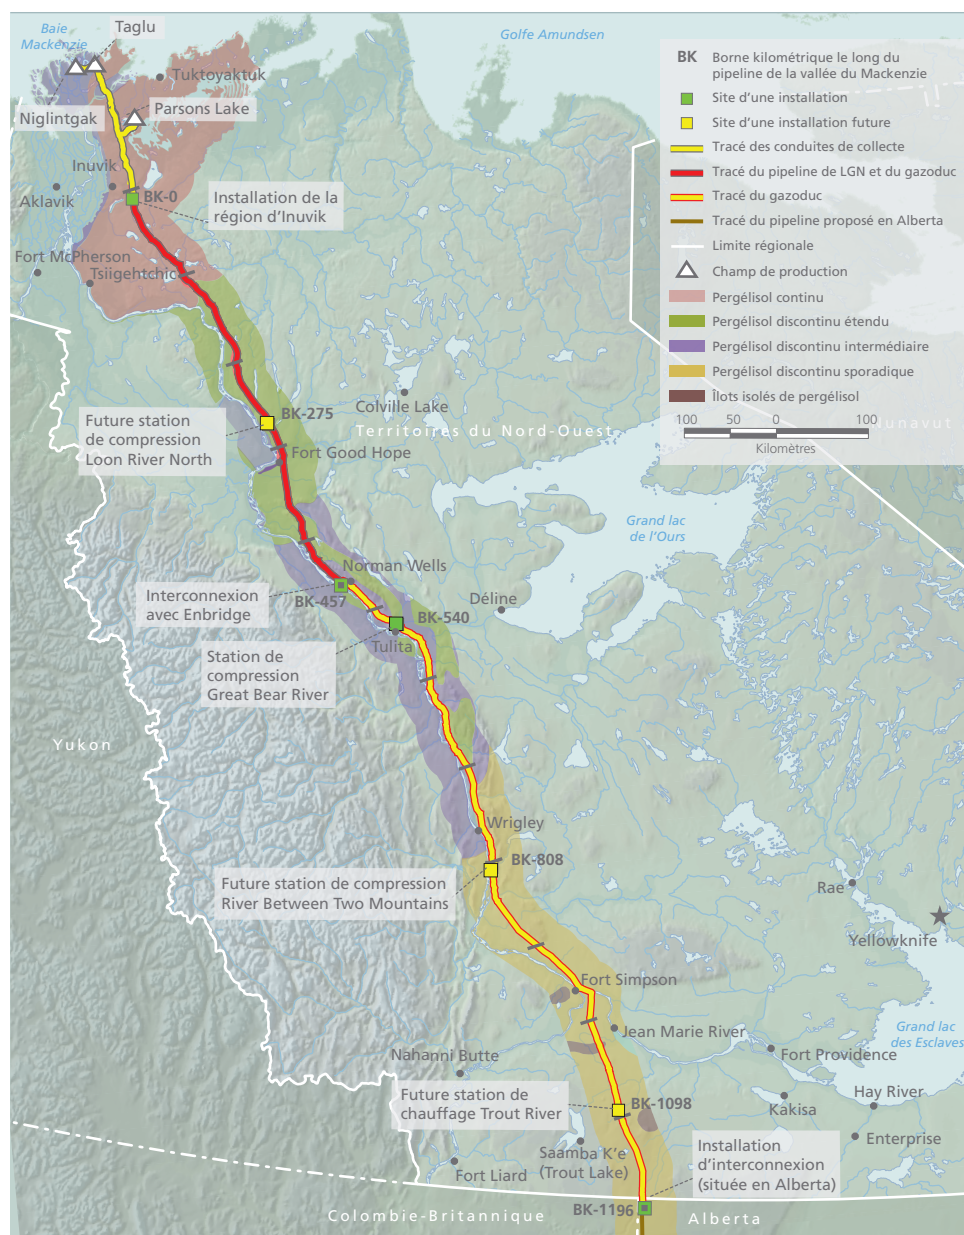 Baie
Mackenzie
Taglu
Golfe Amundsen
Tuktoyaktuk
Niglintgak
Parsons Lake
Inuvik
Aklavik
BK-0
Installation de la
région d'Inuvik
Fort McPherson
Tsiigehtchic
BK Borne kilométrique le long du
pipeline de la vallée du Mackenzie
Site d'une installation
Site d'une installation future
Tracé des conduites de collecte
Tracé du pipeline de LGN et du gazoduc
Tracé du gazoduc
Tracé du pipeline proposé en Alberta
Limite régionale
Champ de production
Pergélisol continu
Pergélisol discontinu étendu
Pergélisol discontinu intermédiaire
Pergélisol discontinu sporadique
Îlots isolés de pergélisol
100 50 0 100
Kilomètres
Nunavut
Colville Lake
Territoires du Nord-Ouest
BK-275
Future station
de compression
Loon River North
Fort Good Hope
Grand lac
de l'Ours
Norman Wells
Interconnexion
avec Enbridge
BK-457
Déline
BK-540
Tulita
Station de
compression
Great Bear River
Yukon
Wrigley
BK-808
Future station de compression
River Between Two Mountains
Rae
Yellowknife
Fort Simpson
Jean Marie River
Grand lac
des Esclaves
Nahanni Butte
Fort Providence
Hay River
Kakisa
Future station de
chauffage Trout River
BK-1098
Enterprise
Saamba K'e
(Trout Lake)
Fort Liard
Installation
d'interconnexion
(située en Alberta)
BK-1196
Colombie-Britannique
Alberta